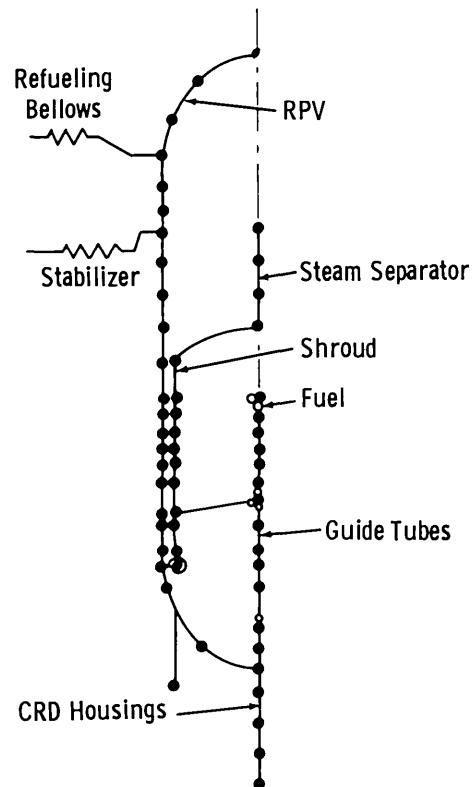 Refueling
Bellows
RPV
Stabilizer
Steam Separator
Shroud
Fuel
Guide Tubes
CRD Housings